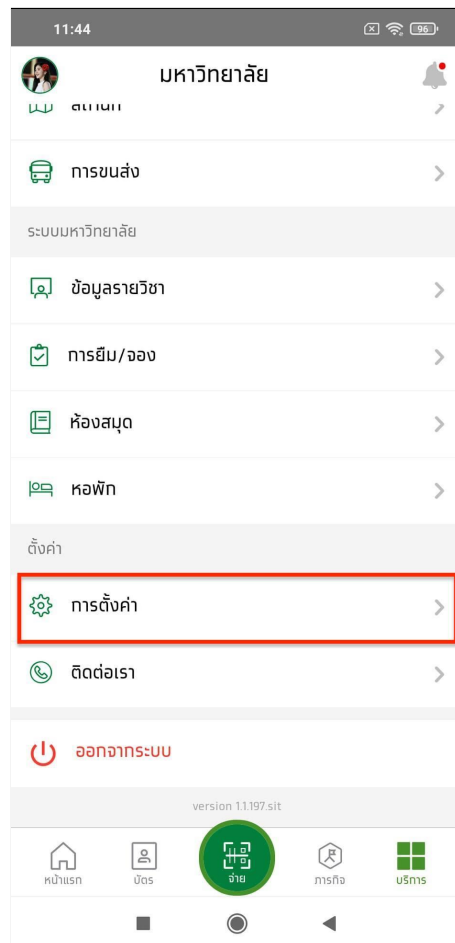 11:44
96
มหาวิทยาลัย
การขนส่ง
ระบบมหาวิทยาลัย
ข้อมูลรายวิชา
การยืม/จอง
ห้องสมุด
หอพัก
ตั้งค่า
การตั้งค่า
ติดต่อเรา
ออกจากระบบ
version 1.1.197.sit
หน้าแรก บัตร จ่าย ภารกิจ บริการ